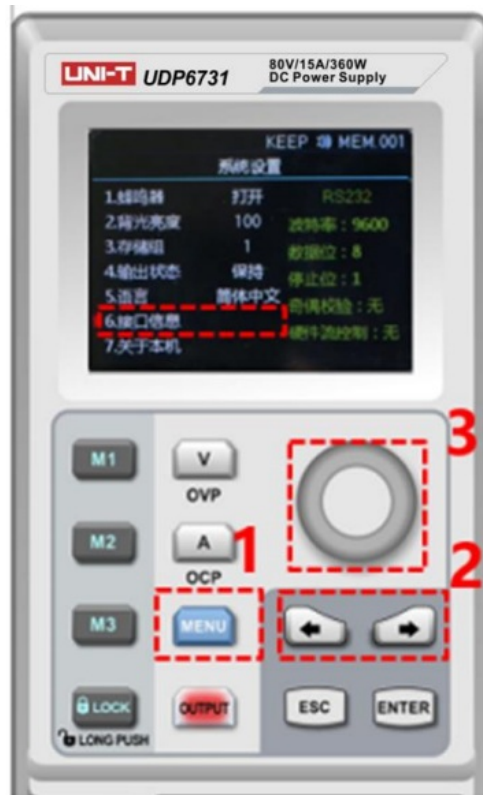 UNI-T UDP6731
80V/15A/360W
DC Power Supply
KEEP MEM.001
系统设置
1.蜂鸣器 打开
2.背光亮度 100
3.存储组 1
4.输出状态 保持
5.语言 简体中文
6.接口信息
7.关于本机
RS232
波特率：9600
数据位：8
停止位：1
奇偶校验：无
硬件流控制：无
M1
V
OVP
3
M2
A
OCP
1
2
M3
MENU
LOCK
LONG PUSH
OUTPUT
ESC
ENTER